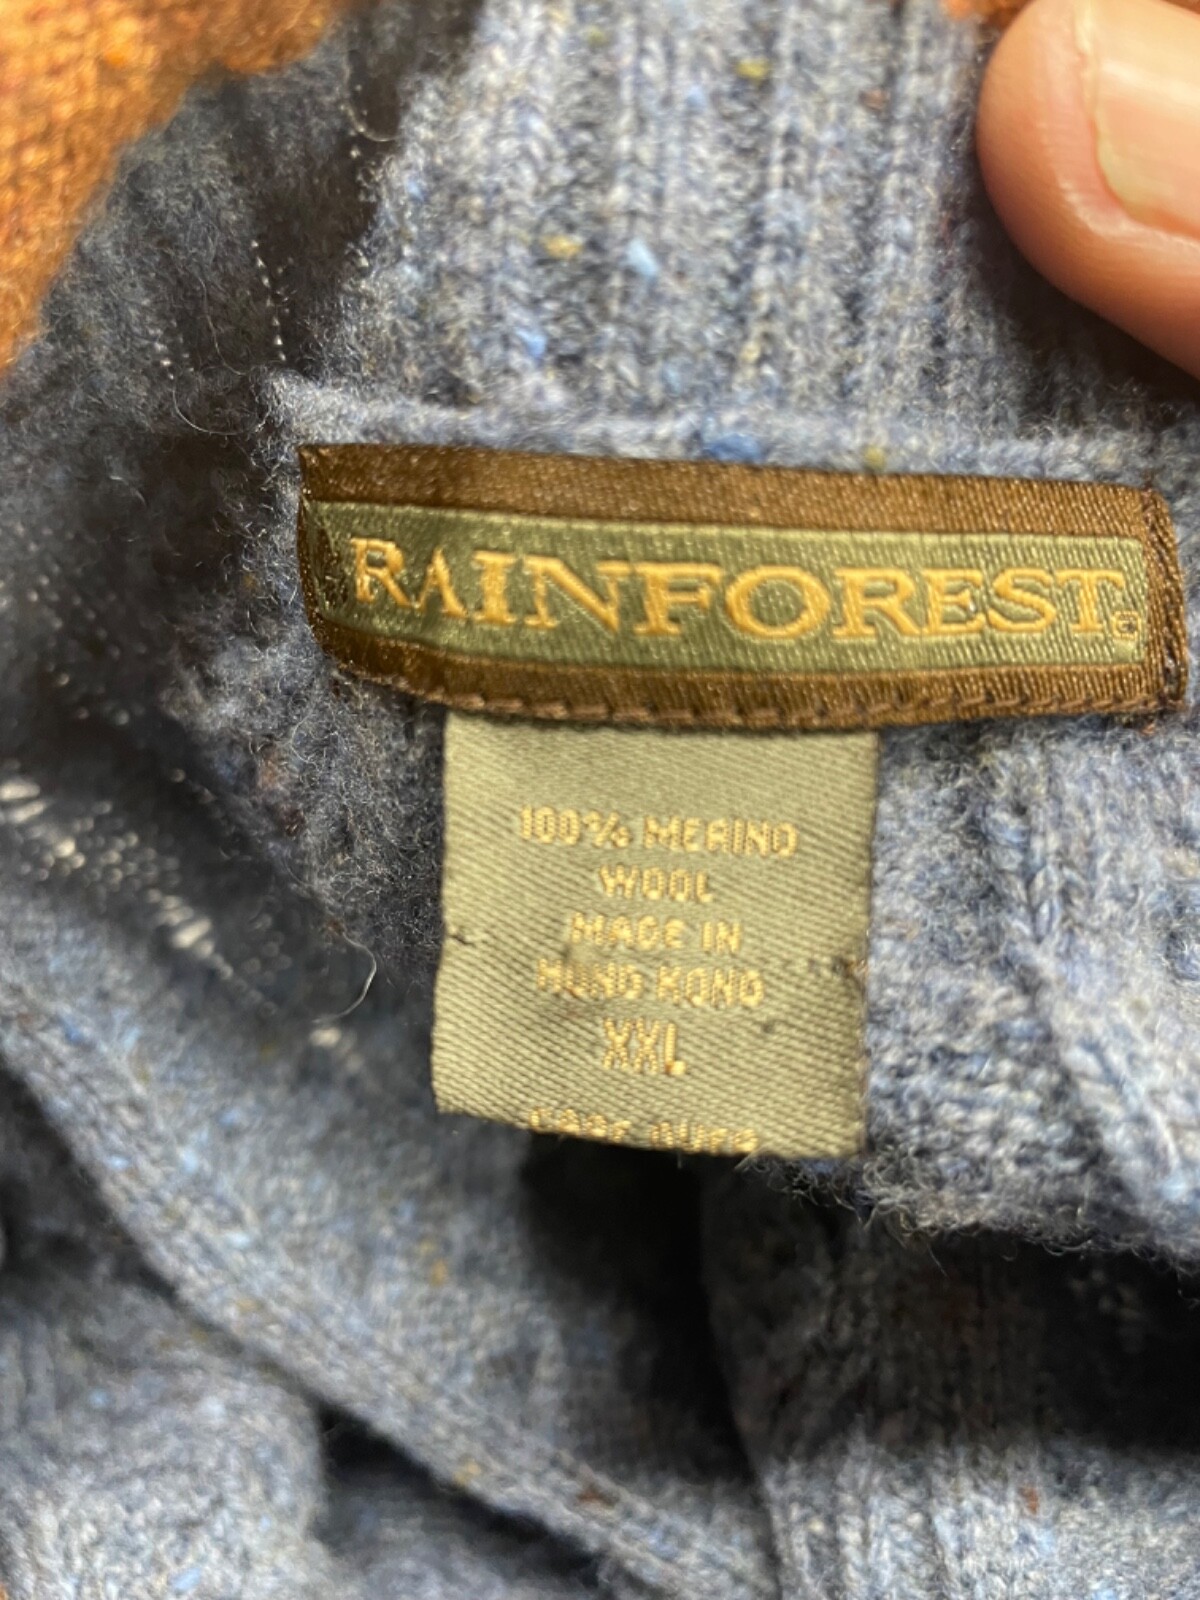 RAINFOREST
100% MERINO
WOOL
MADE IN
HONG KONG
XXL